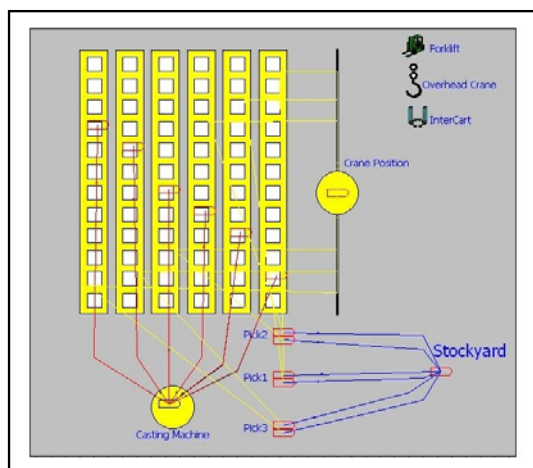 Forklift
Overhead Crane
InterCart
Crane Position
Pick2
Stockyard
Pick1
Pick3
Casting Machine